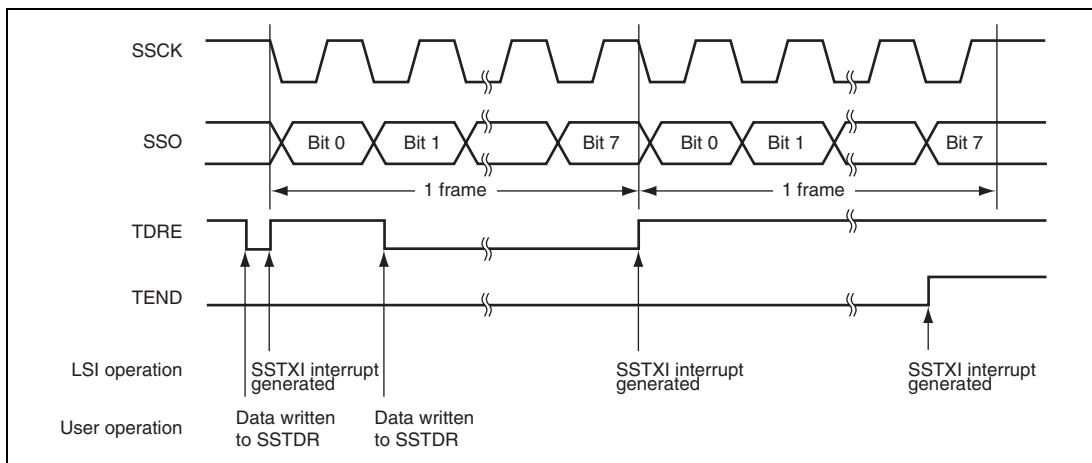 SSCK
SSO
Bit 0
Bit 1
Bit 7
Bit 0
Bit 1
Bit 7
1 frame
1 frame
TDRE
TEND
LSI operation
SSTXI interrupt
generated
SSTXI interrupt
generated
SSTXI interrupt
generated
User operation
Data written
to SSTDR
Data written
to SSTDR